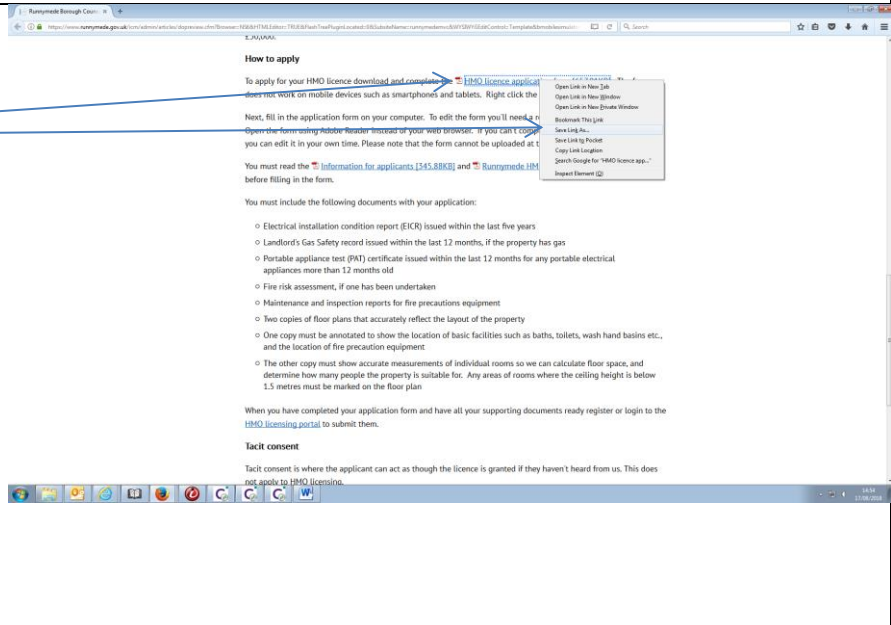 Runnymede Borough Counc
https://www.runnymede.gov.uk/
Search
£50,000.
How to apply
To apply for your HMO licence download and complete the HMO licence application
does not work on mobile devices such as smartphones and tablets. Right click the
Open Link in New Tab
Open Link in New Window
Open Link in New Private Window
Bookmark This Link
Save Link As...
Save Link to Pocket
Copy Link Location
Search Google for "HMO licence app..."
Inspect Element (Q)
Next, fill in the application form on your computer. To edit the form you'll need a
Open the form using Adobe Reader instead of your web browser. If you can't comp
you can edit it in your own time. Please note that the form cannot be uploaded at t
You must read the Information for applicants [345.88KB] and Runnymede HM
before filling in the form.
You must include the following documents with your application:
Electrical installation condition report (EICR) issued within the last five years
Landlord's Gas Safety record issued within the last 12 months, if the property has gas
Portable appliance test (PAT) certificate issued within the last 12 months for any portable electrical
appliances more than 12 months old
Fire risk assessment, if one has been undertaken
Maintenance and inspection reports for fire precautions equipment
Two copies of floor plans that accurately reflect the layout of the property
One copy must be annotated to show the location of basic facilities such as baths, toilets, wash hand basins etc.,
and the location of fire precaution equipment
The other copy must show accurate measurements of individual rooms so we can calculate floor space, and
determine how many people the property is suitable for. Any areas of rooms where the ceiling height is below
1.5 metres must be marked on the floor plan
When you have completed your application form and have all your supporting documents ready register or login to the
HMO licensing portal to submit them.
Tacit consent
Tacit consent is where the applicant can act as though the licence is granted if they haven't heard from us. This does
not apply to HMO licensing.
14:54